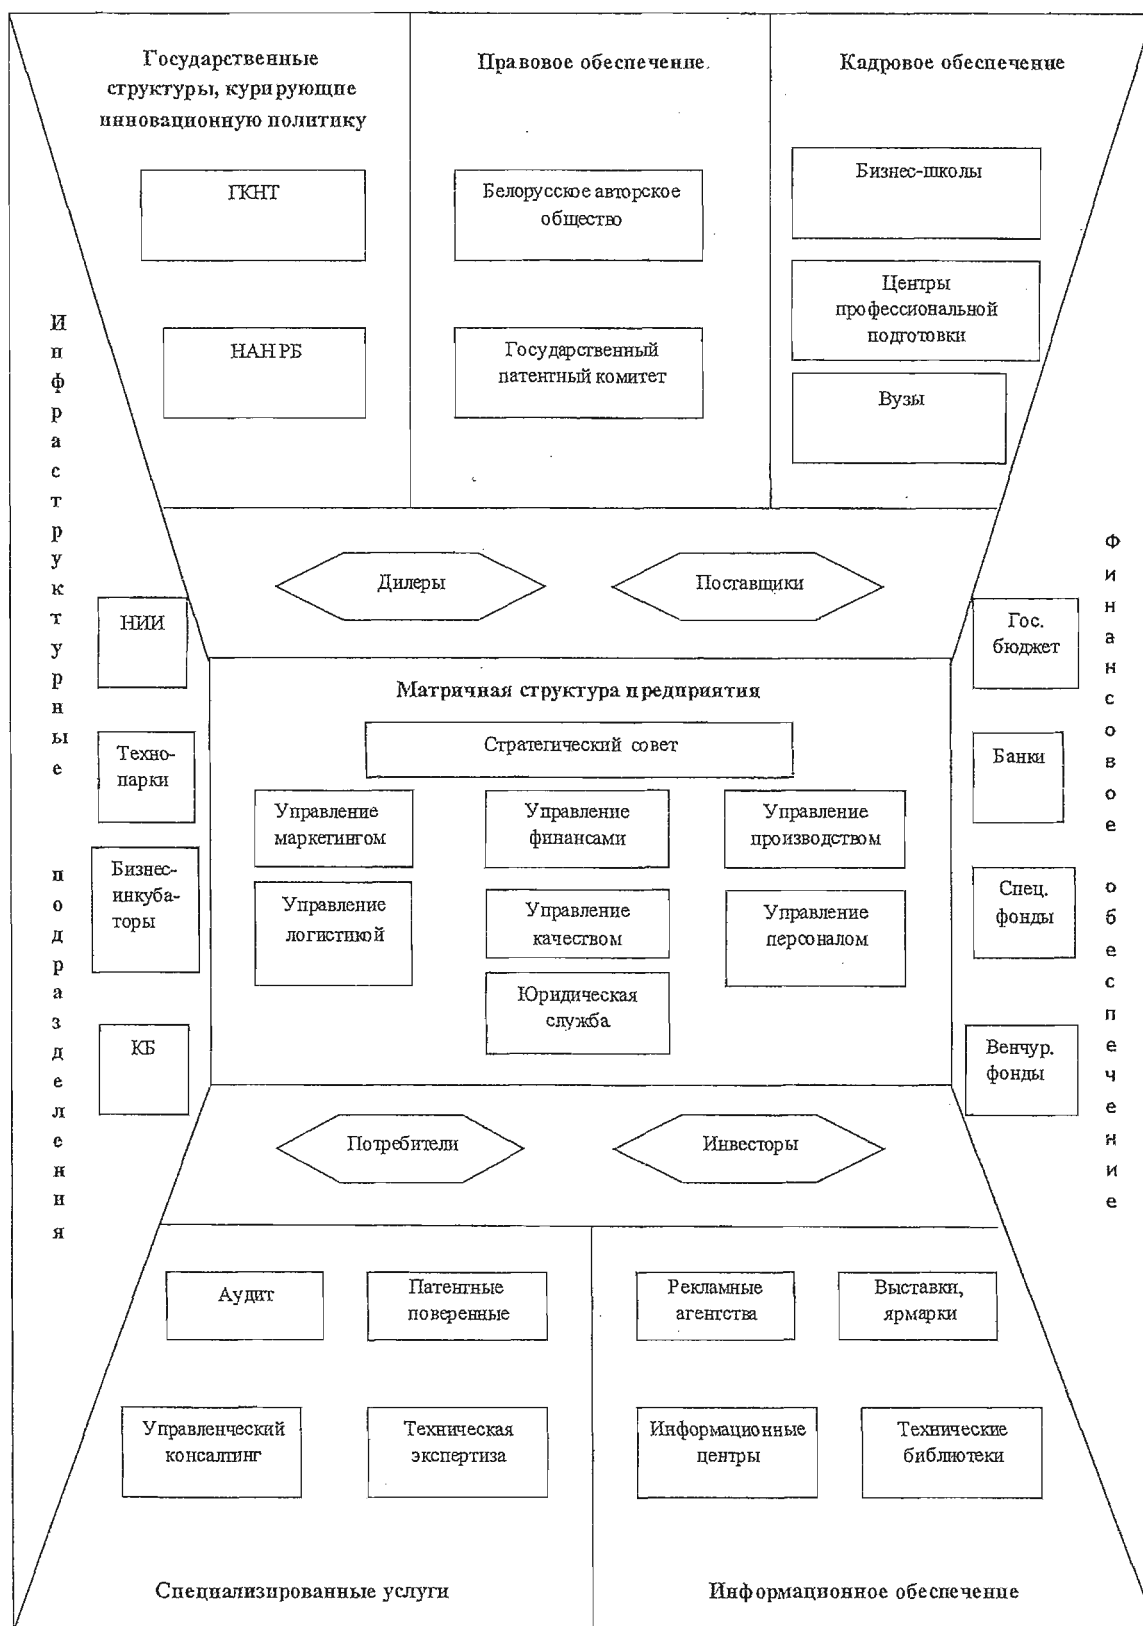 Государственные
структуры, курирующие
инновационную политику
ГКНТ
НАН РБ
Правовое обеспечение.
Белорусское авторское
общество
Государственный
патентный комитет
Кадровое обеспечение
Бизнес-школы
Центры
профессиональной
подготовки
Вузы
Инфраструктурные подразделения
НИИ
Техно-
парки
Бизнес-
инкуба-
торы
КБ
Дилеры
Поставщики
Матричная структура предприятия
Стратегический совет
Управление
маркетингом
Управление
финансами
Управление
производством
Управление
логистикой
Управление
качеством
Управление
персоналом
Юридическая
служба
Потребители
Инвесторы
Финансовое обеспечение
Гос.
бюджет
Банки
Спец.
фонды
Венчур.
фонды
Аудит
Патентные
поверенные
Управленческий
консалтинг
Техническая
экспертиза
Специализированные услуги
Рекламные
агентства
Выставки,
ярмарки
Информационные
центры
Технические
библиотеки
Информационное обеспечение